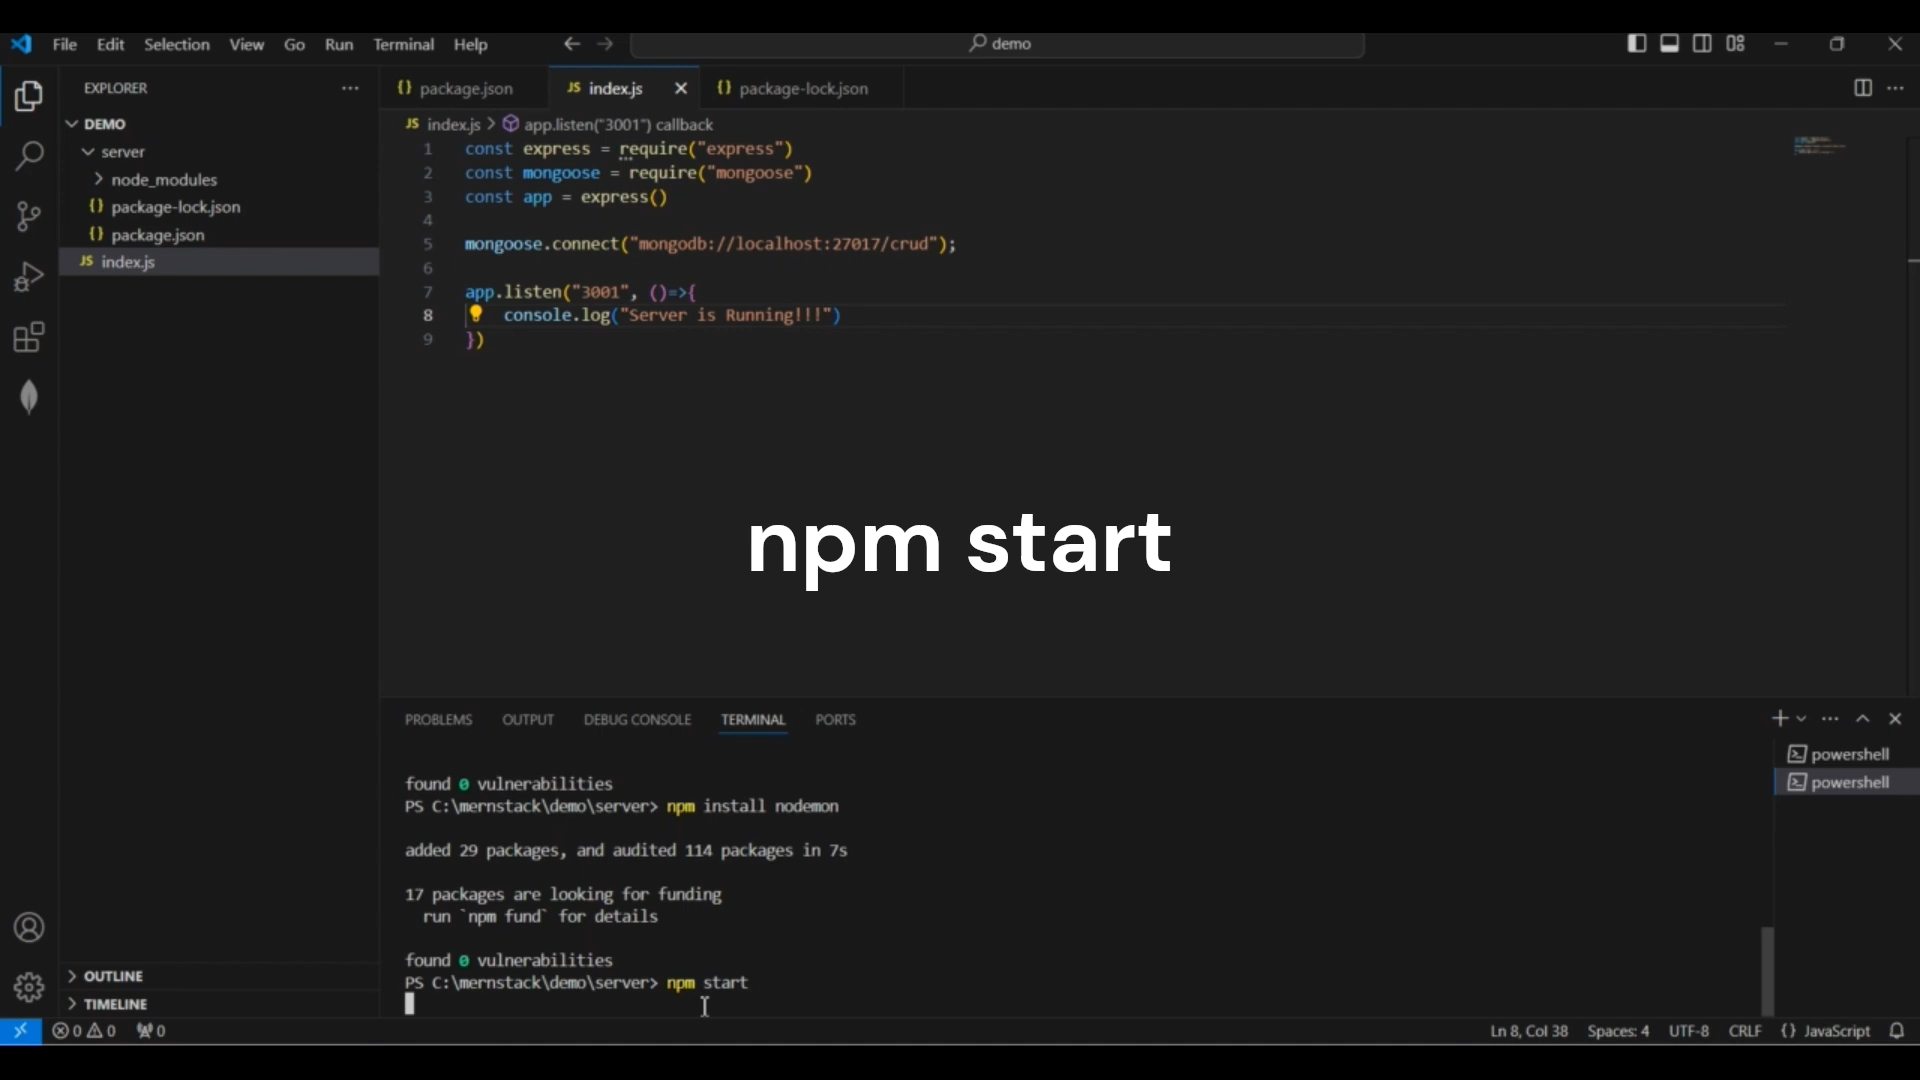 File Edit Selection View Go Run Terminal Help
demo
EXPLORER
DEMO
server
node_modules
{} package-lock.json
{} package.json
JS index.js
OUTLINE
TIMELINE
{} package.json
JS index.js
{} package-lock.json
JS index.js > app.listen("3001") callback
1 const express = require("express")
2 const mongoose = require("mongoose")
3 const app = express()
4
5 mongoose.connect("mongodb://localhost:27017/crud");
6
7 app.listen("3001", ()=>{
8 console.log("Server is Running!!!")
9 })
npm start
PROBLEMS OUTPUT DEBUG CONSOLE TERMINAL PORTS
found 0 vulnerabilities
PS C:\mernstack\demo\server> npm install nodemon
added 29 packages, and audited 114 packages in 7s
17 packages are looking for funding
run `npm fund` for details
found 0 vulnerabilities
PS C:\mernstack\demo\server> npm start
powershell
powershell
0 0 0
Ln 8, Col 38 Spaces: 4 UTF-8 CRLF {} JavaScript